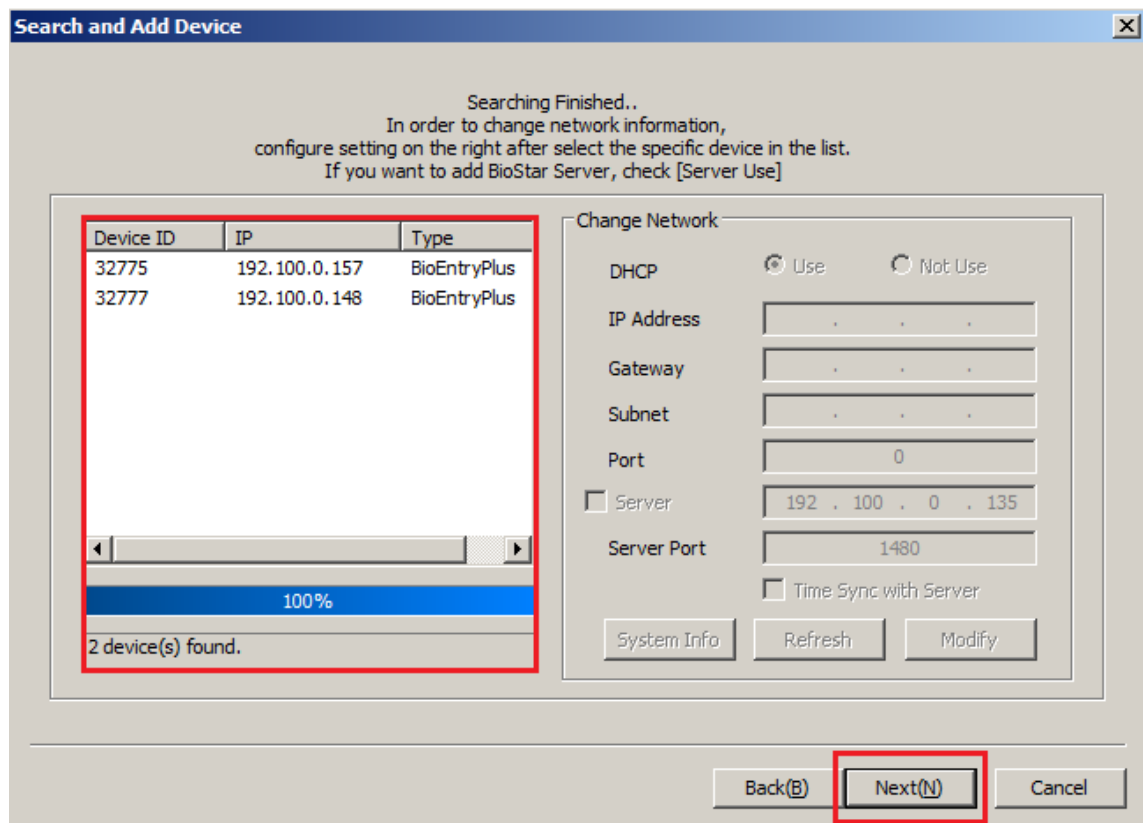 Search and Add Device
Searching Finished..
In order to change network information,
configure setting on the right after select the specific device in the list.
If you want to add BioStar Server, check [Server Use]
Device ID IP Type
32775 192.100.0.157 BioEntryPlus
32777 192.100.0.148 BioEntryPlus
100%
2 device(s) found.
Change Network
DHCP Use Not Use
IP Address . . .
Gateway . . .
Subnet . . .
Port 0
Server 192 . 100 . 0 . 135
Server Port 1480
Time Sync with Server
System Info Refresh Modify
Back(B) Next(N) Cancel